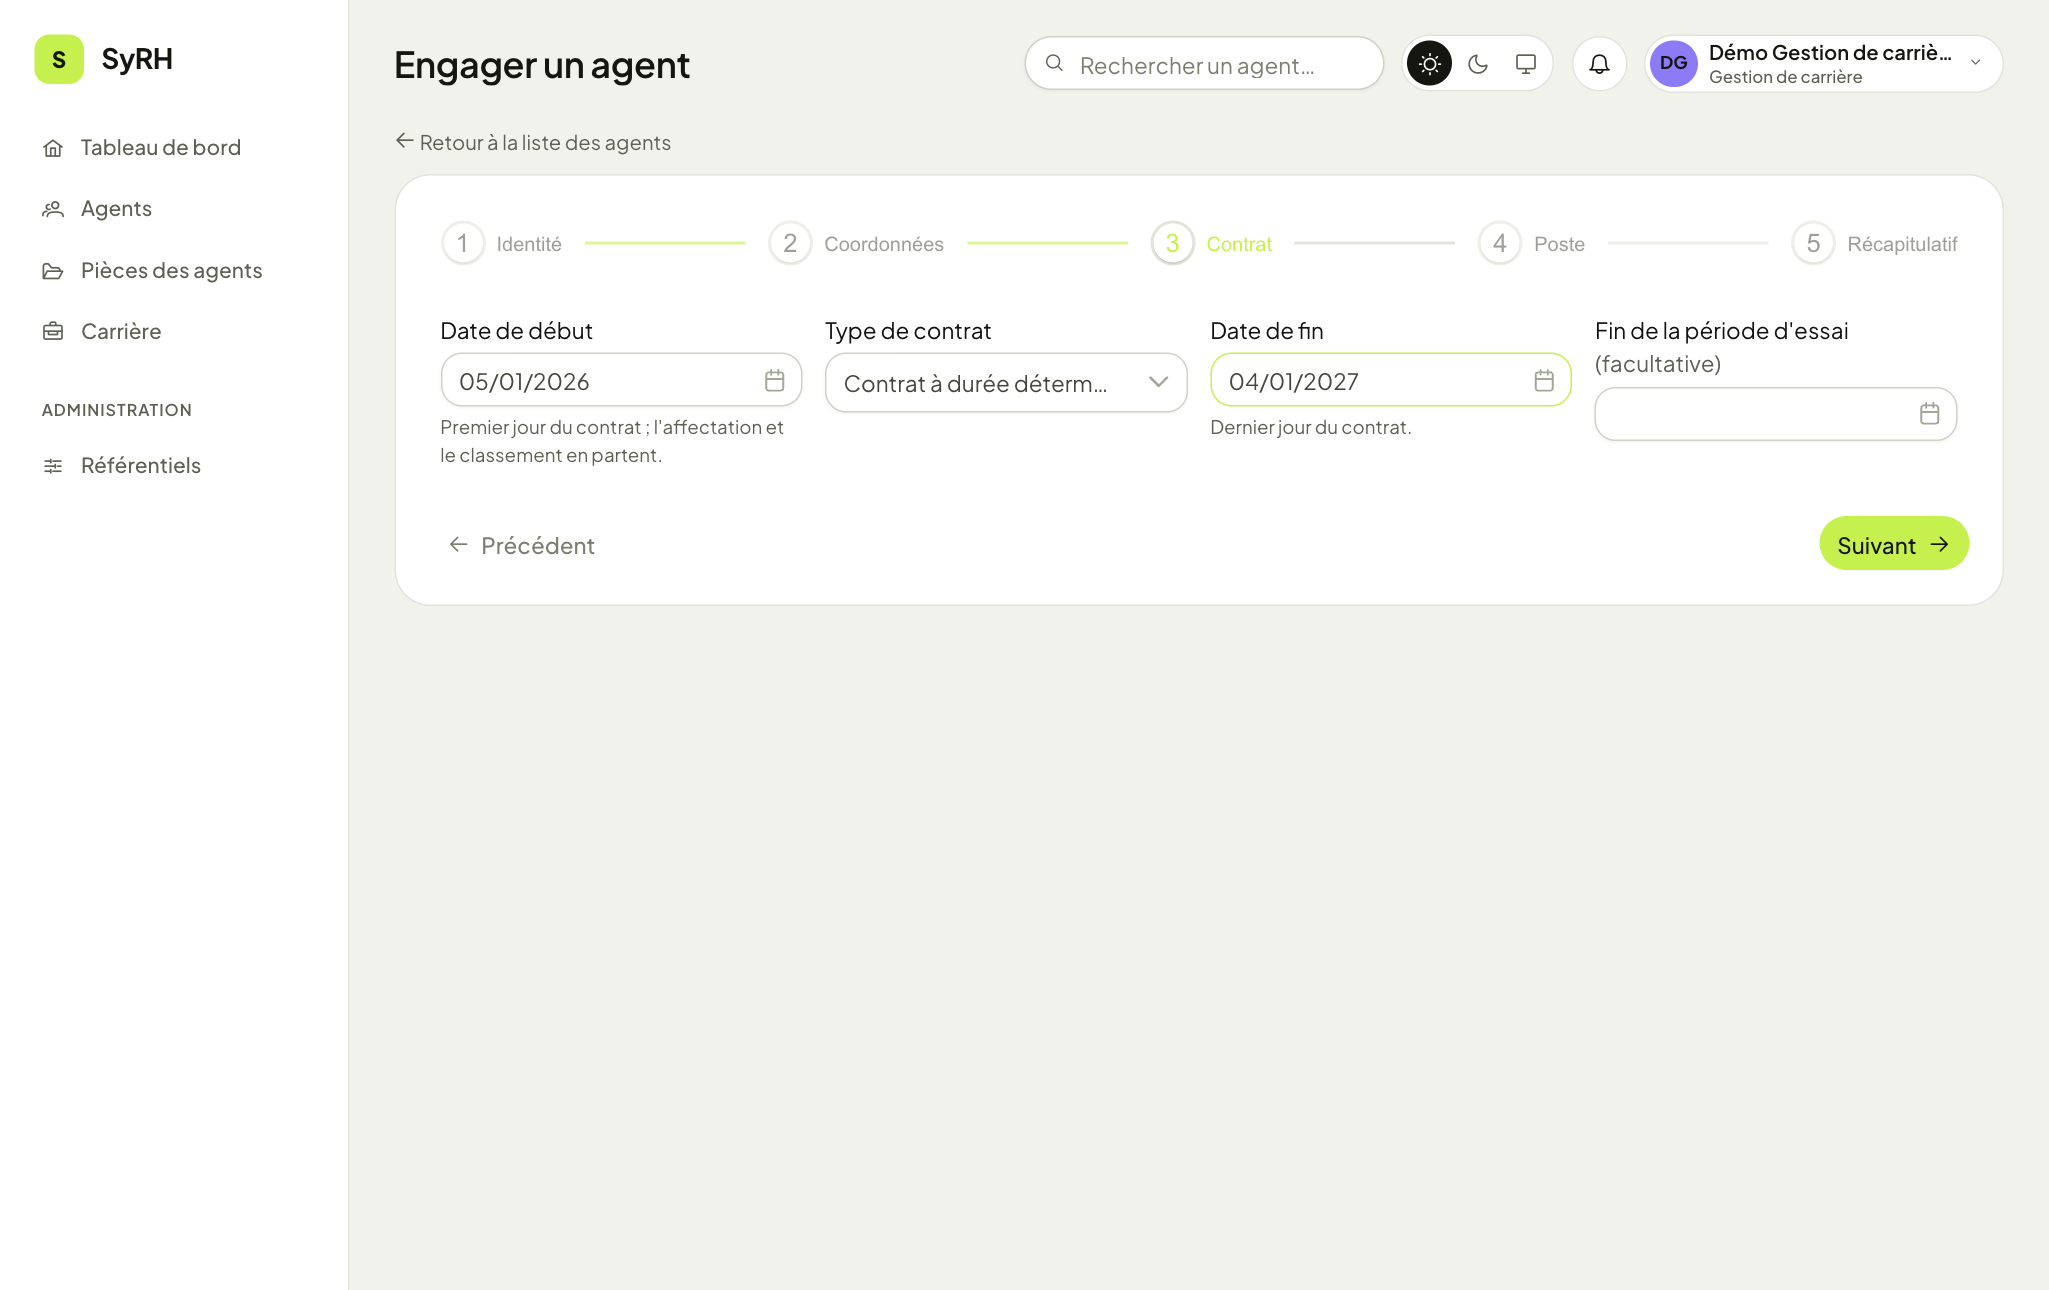 S SyRH
Tableau de bord
Agents
Pièces des agents
Carrière
ADMINISTRATION
Référentiels
Engager un agent
Rechercher un agent...
DG
Démo Gestion de carriè...
Gestion de carrière
← Retour à la liste des agents
1 Identité
2 Coordonnées
3 Contrat
4 Poste
5 Récapitulatif
Date de début
05/01/2026
Premier jour du contrat ; l'affectation et
le classement en partent.
Type de contrat
Contrat à durée déterm...
Date de fin
04/01/2027
Dernier jour du contrat.
Fin de la période d'essai
(facultative)
← Précédent
Suivant →